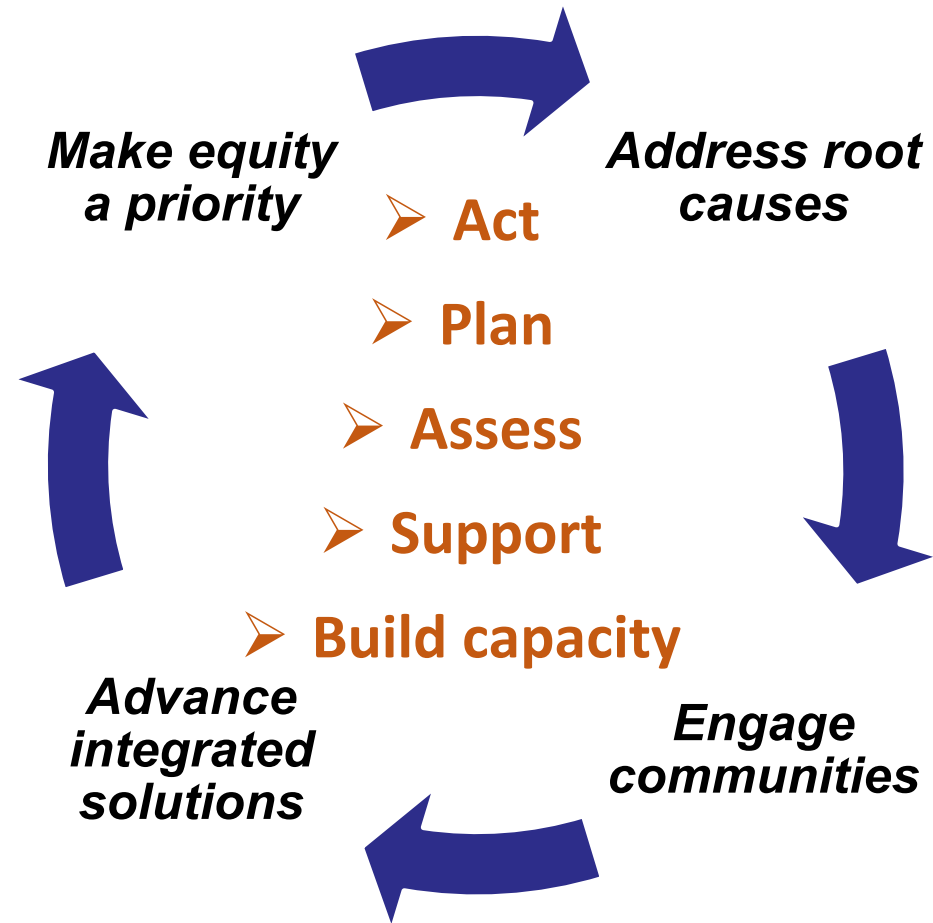 Make equity
a priority
Address root
causes
➢ Act
➢ Plan
➢ Assess
➢ Support
➢ Build capacity
Advance
integrated
solutions
Engage
communities